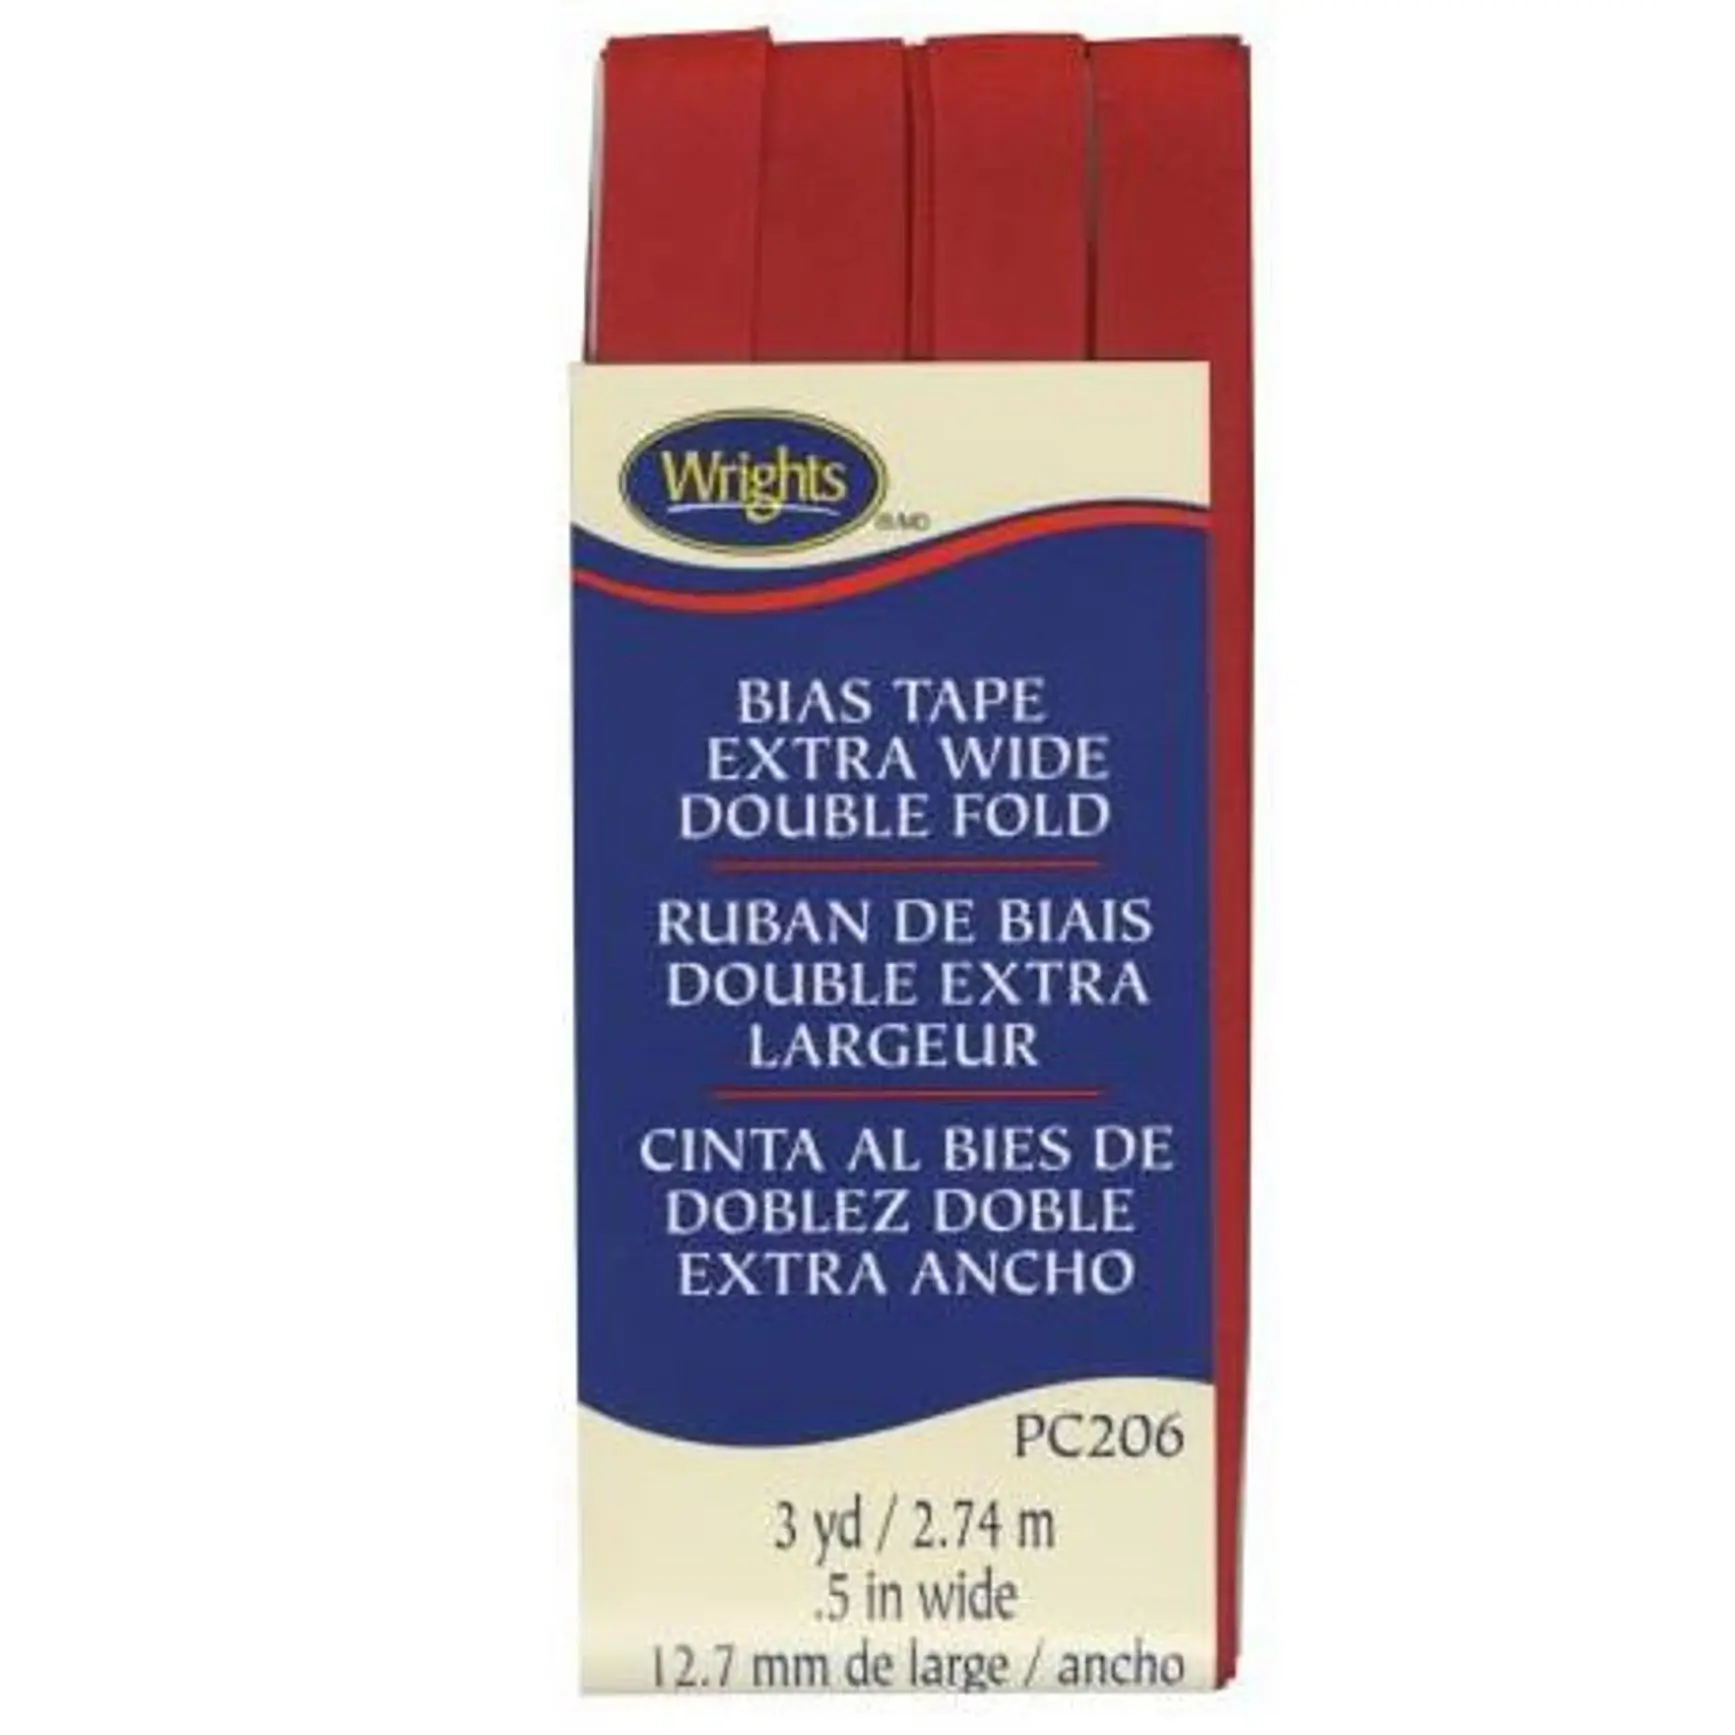 Wrights
®/MD
BIAS TAPE
EXTRA WIDE
DOUBLE FOLD
RUBAN DE BIAIS
DOUBLE EXTRA
LARGEUR
CINTA AL BIES DE
DOBLEZ DOBLE
EXTRA ANCHO
PC206
3 yd / 2.74 m
.5 in wide
12.7 mm de large / ancho